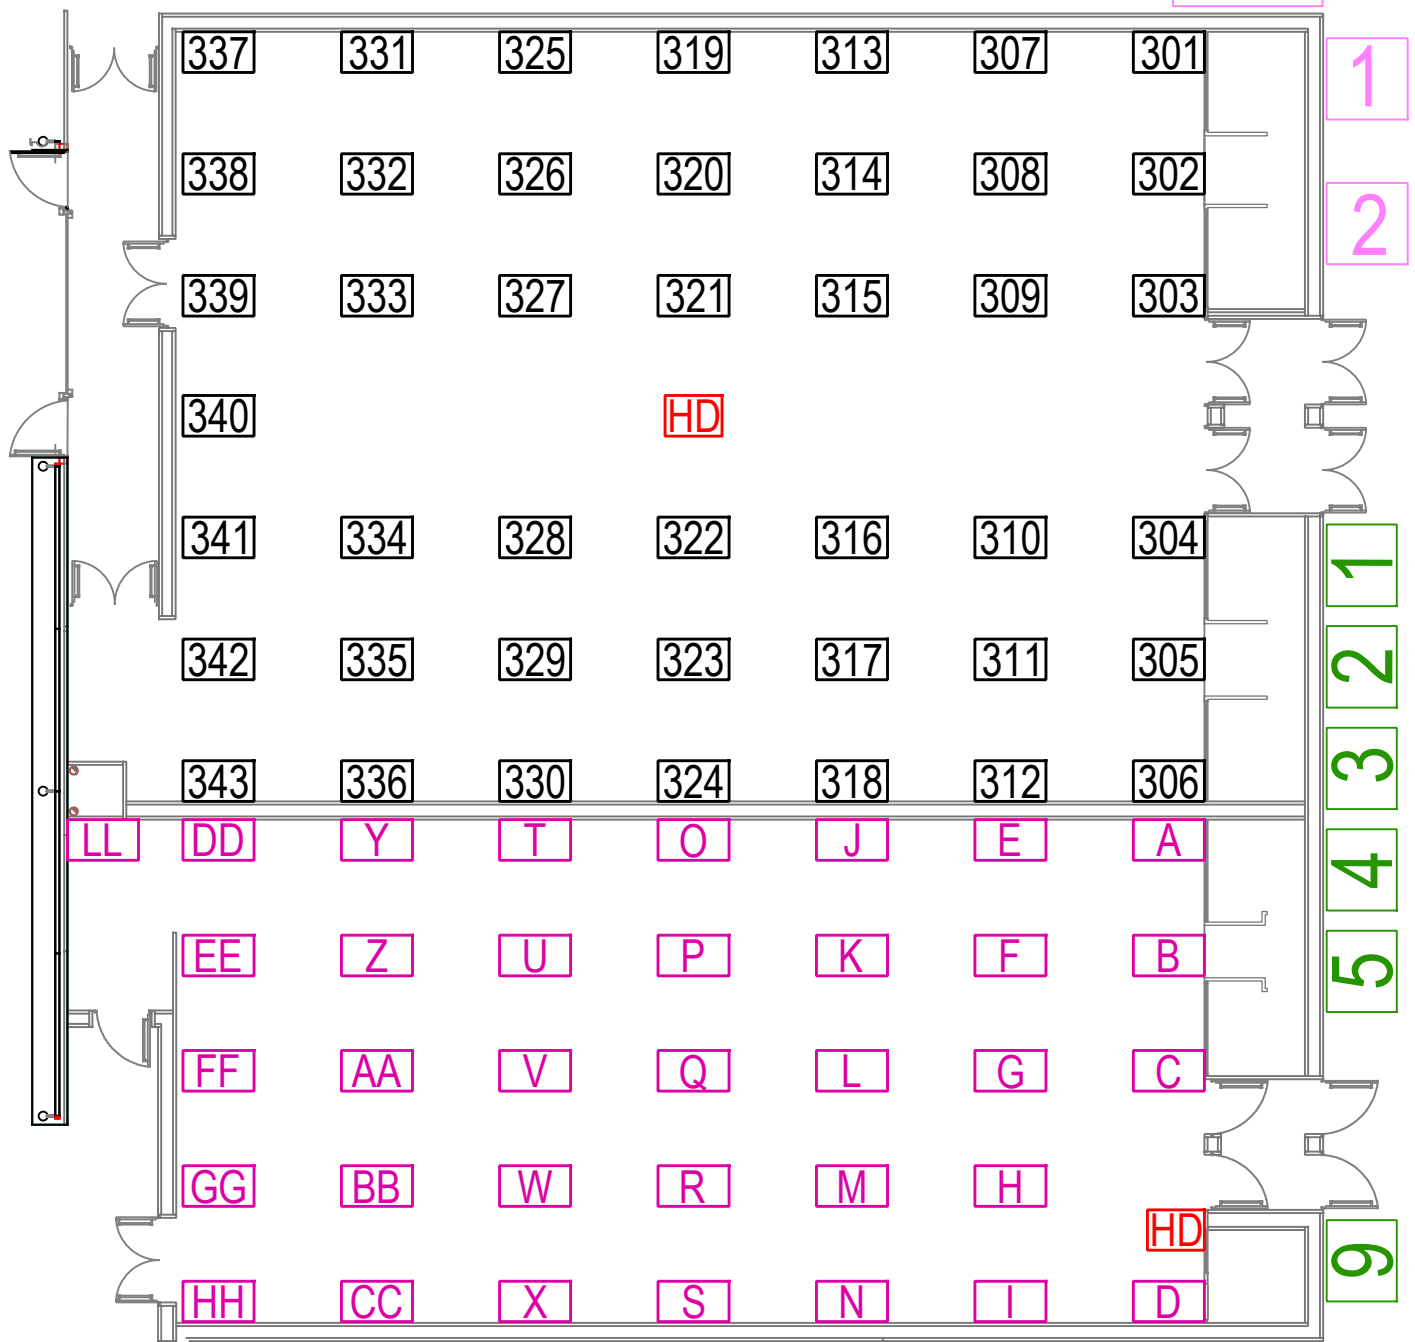 337 331 325 319 313 307 301 1
338 332 326 320 314 308 302 2
339 333 327 321 315 309 303
340 HD
341 334 328 322 316 310 304 1
342 335 329 323 317 311 305 2
343 336 330 324 318 312 306 3
LL DD Y T O J E A 4
EE Z U P K F B 5
FF AA V Q L G C
GG BB W R M H
HD
HH CC X S N I D 9